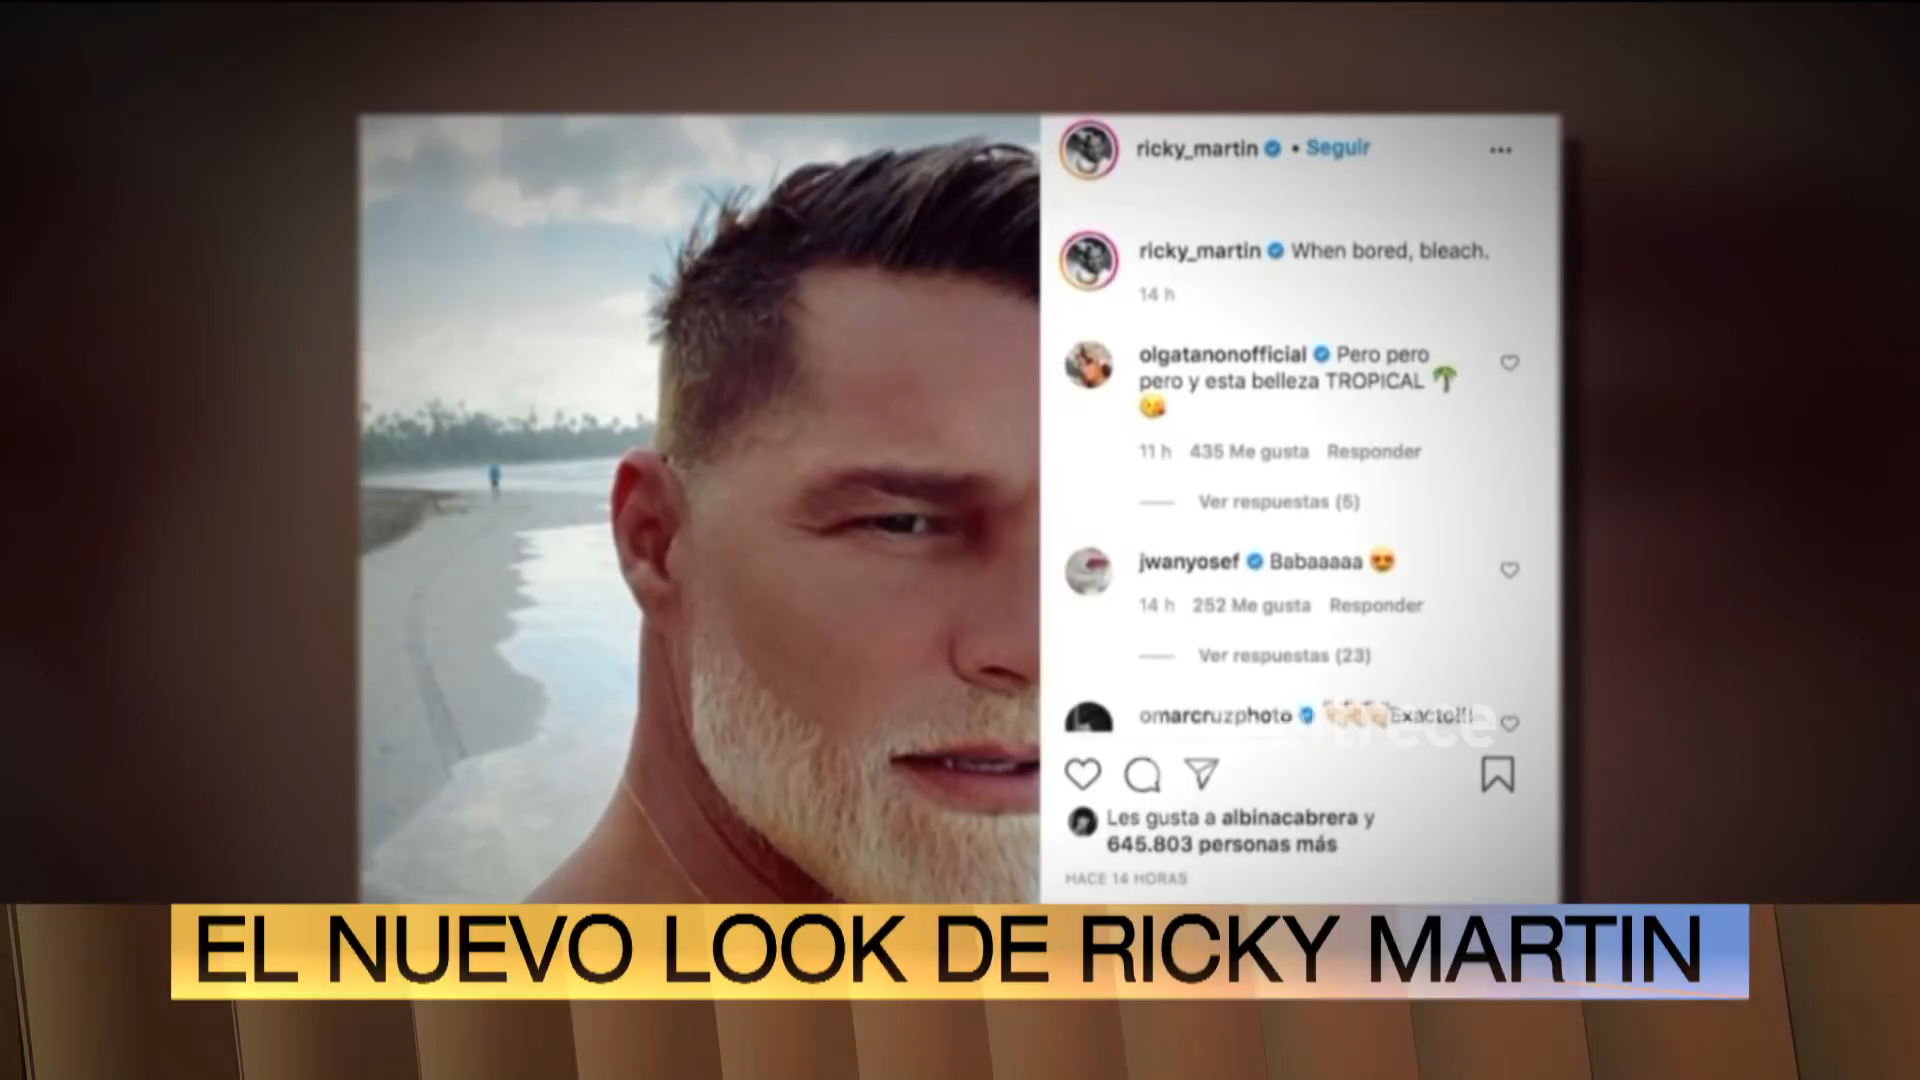 ricky_martin • Seguir
ricky_martin When bored, bleach.
14 h
olgatanonofficial Pero pero
pero y esta belleza TROPICAL 🌴
😘
11 h 435 Me gusta Responder
Ver respuestas (5)
jwanyosef Babaaaaa 😍
14 h 252 Me gusta Responder
Ver respuestas (23)
omarcruzphoto Exacto!!!
eltrece
Les gusta a albinacabrera y
645.803 personas más
HACE 14 HORAS
EL NUEVO LOOK DE RICKY MARTIN